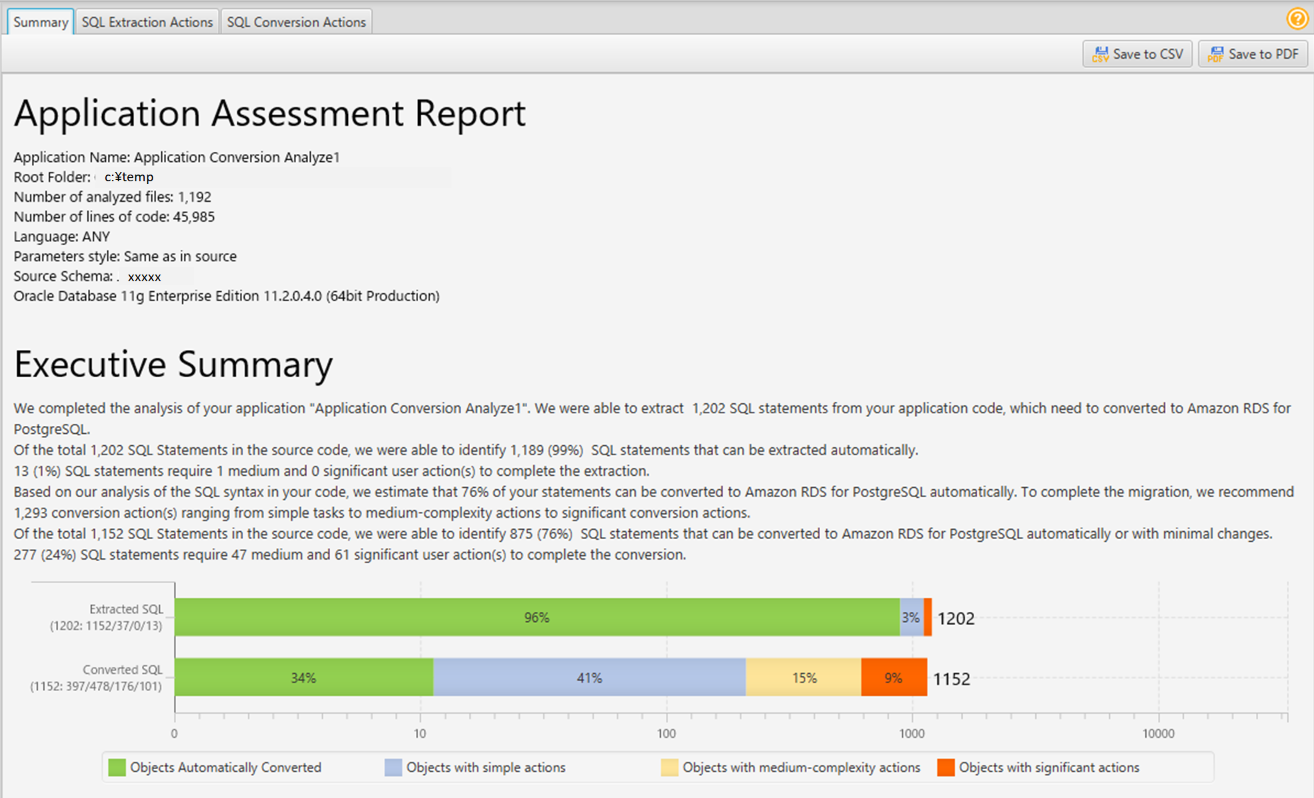 Summary
SQL Extraction Actions
SQL Conversion Actions
?
CSV Save to CSV
PDF Save to PDF
Application Assessment Report
Application Name: Application Conversion Analyze1
Root Folder: c:¥temp
Number of analyzed files: 1,192
Number of lines of code: 45,985
Language: ANY
Parameters style: Same as in source
Source Schema: . xxxxx
Oracle Database 11g Enterprise Edition 11.2.0.4.0 (64bit Production)
Executive Summary
We completed the analysis of your application "Application Conversion Analyze1". We were able to extract 1,202 SQL statements from your application code, which need to converted to Amazon RDS for
PostgreSQL.
Of the total 1,202 SQL Statements in the source code, we were able to identify 1,189 (99%) SQL statements that can be extracted automatically.
13 (1%) SQL statements require 1 medium and 0 significant user action(s) to complete the extraction.
Based on our analysis of the SQL syntax in your code, we estimate that 76% of your statements can be converted to Amazon RDS for PostgreSQL automatically. To complete the migration, we recommend
1,293 conversion action(s) ranging from simple tasks to medium-complexity actions to significant conversion actions.
Of the total 1,152 SQL Statements in the source code, we were able to identify 875 (76%) SQL statements that can be converted to Amazon RDS for PostgreSQL automatically or with minimal changes.
277 (24%) SQL statements require 47 medium and 61 significant user action(s) to complete the conversion.
Extracted SQL
(1202: 1152/37/0/13)
96%
3%
1202
Converted SQL
(1152: 397/478/176/101)
34%
41%
15%
9%
1152
0
10
100
1000
10000
Objects Automatically Converted
Objects with simple actions
Objects with medium-complexity actions
Objects with significant actions